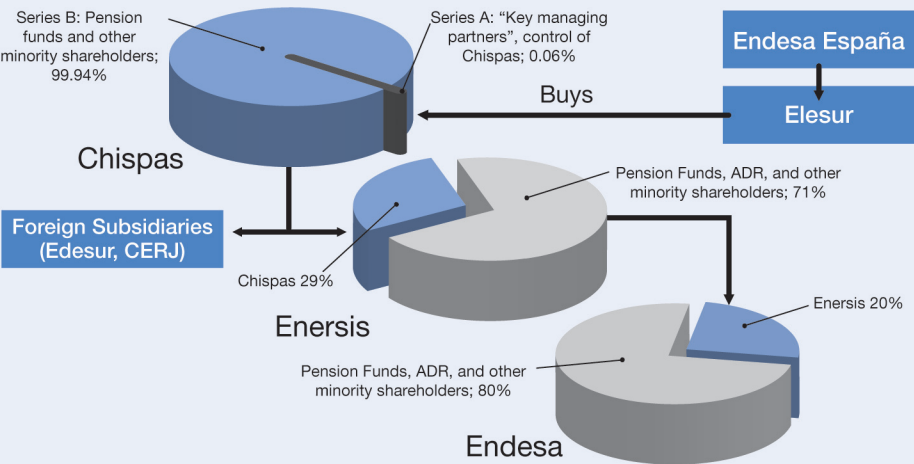 Series B: Pension
funds and other
minority shareholders;
99.94%
Series A: “Key managing
partners”, control of
Chispas; 0.06%
Endesa España
Buys
Elesur
Chispas
Pension Funds, ADR, and other
minority shareholders; 71%
Foreign Subsidiaries
(Edesur, CERJ)
Chispas 29%
Enersis
Enersis 20%
Pension Funds, ADR, and other
minority shareholders; 80%
Endesa